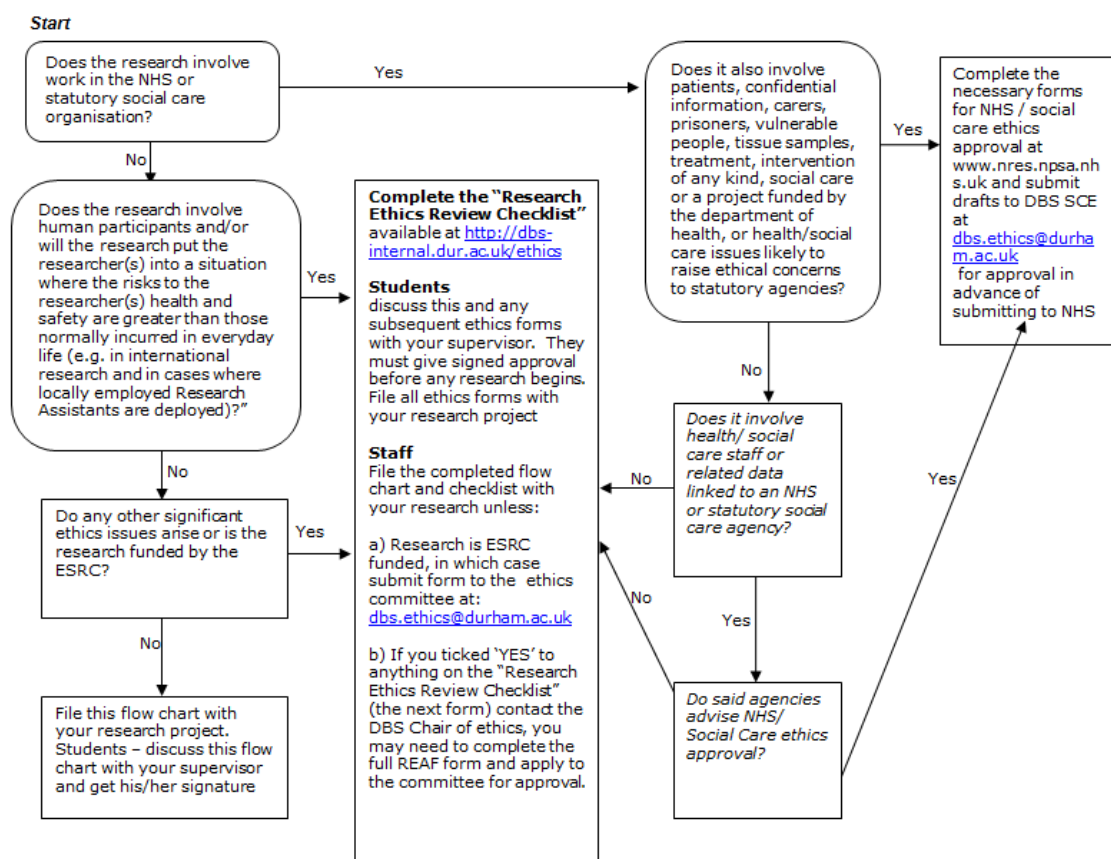 Start
Does the research involve
work in the NHS or
statutory social care
organisation?
Yes
Does it also involve
patients, confidential
information, carers,
prisoners, vulnerable
people, tissue samples,
treatment, intervention
of any kind, social care
or a project funded by
the department of
health, or health/social
care issues likely to
raise ethical concerns
to statutory agencies?
Yes
Complete the
necessary forms
for NHS / social
care ethics
approval at
www.nres.npsa.nh
s.uk and submit
drafts to DBS SCE
at
dbs.ethics@durha
m.ac.uk
for approval in
advance of
submitting to NHS
No
Does the research involve
human participants and/or
will the research put the
researcher(s) into a situation
where the risks to the
researcher(s) health and
safety are greater than those
normally incurred in everyday
life (e.g. in international
research and in cases where
locally employed Research
Assistants are deployed)?”
Yes
Complete the “Research
Ethics Review Checklist”
available at http://dbs-
internal.dur.ac.uk/ethics
Students
discuss this and any
subsequent ethics forms
with your supervisor. They
must give signed approval
before any research begins.
File all ethics forms with
your research project
Staff
File the completed flow
chart and checklist with
your research unless:
a) Research is ESRC
funded, in which case
submit form to the ethics
committee at:
dbs.ethics@durham.ac.uk
b) If you ticked ‘YES’ to
anything on the “Research
Ethics Review Checklist”
(the next form) contact the
DBS Chair of ethics, you
may need to complete the
full REAF form and apply to
the committee for approval.
No
Does it involve
health/ social
care staff or
related data
linked to an NHS
or statutory social
care agency?
No
Yes
No
Do any other significant
ethics issues arise or is the
research funded by the
ESRC?
Yes
No
Yes
No
File this flow chart with
your research project.
Students – discuss this flow
chart with your supervisor
and get his/her signature
Do said agencies
advise NHS/
Social Care ethics
approval?